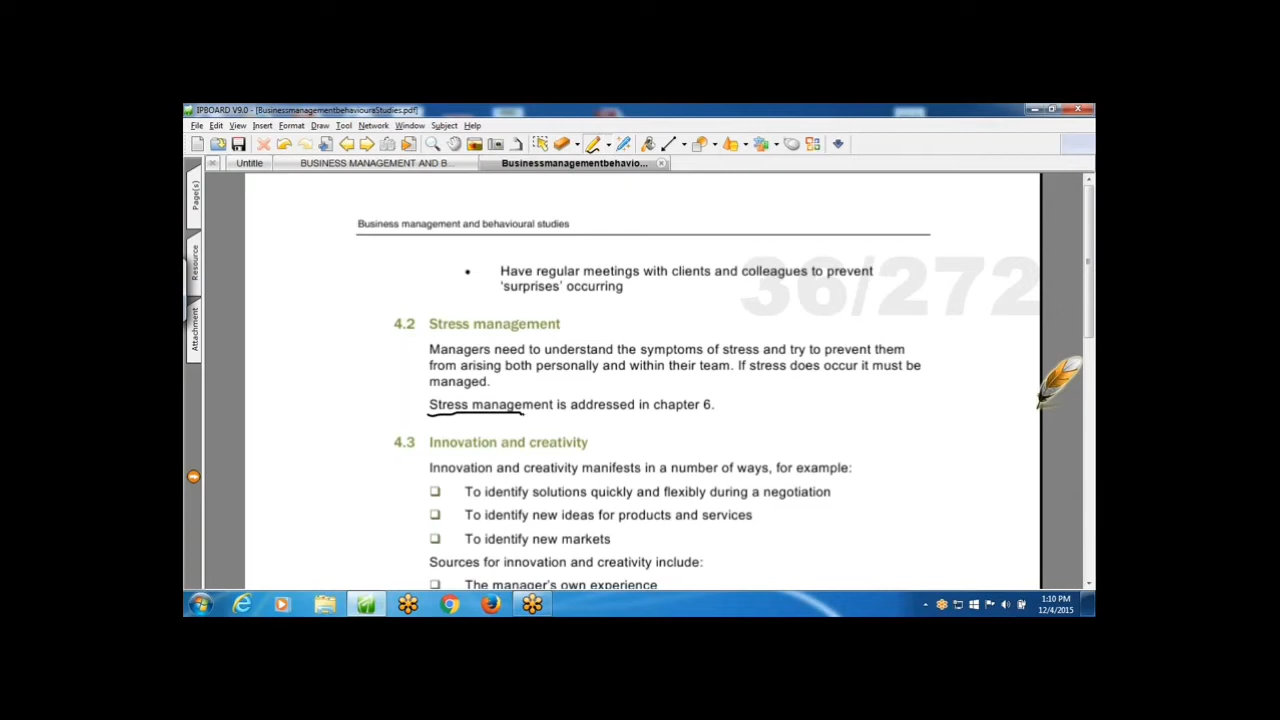 IPBOARD V9.0 - [BusinessmanagementbehaviouraStudies.pdf]
File Edit View Insert Format Draw Tool Network Window Subject Help
Untitle BUSINESS MANAGEMENT AND B... Businessmanagementbehavio...
Page(s)
Resource
Attachment
Business management and behavioural studies
36/272
• Have regular meetings with clients and colleagues to prevent
‘surprises’ occurring
4.2 Stress management
Managers need to understand the symptoms of stress and try to prevent them
from arising both personally and within their team. If stress does occur it must be
managed.
Stress management is addressed in chapter 6.
4.3 Innovation and creativity
Innovation and creativity manifests in a number of ways, for example:
❑ To identify solutions quickly and flexibly during a negotiation
❑ To identify new ideas for products and services
❑ To identify new markets
Sources for innovation and creativity include:
❑ The manager's own experience
1:10 PM
12/4/2015